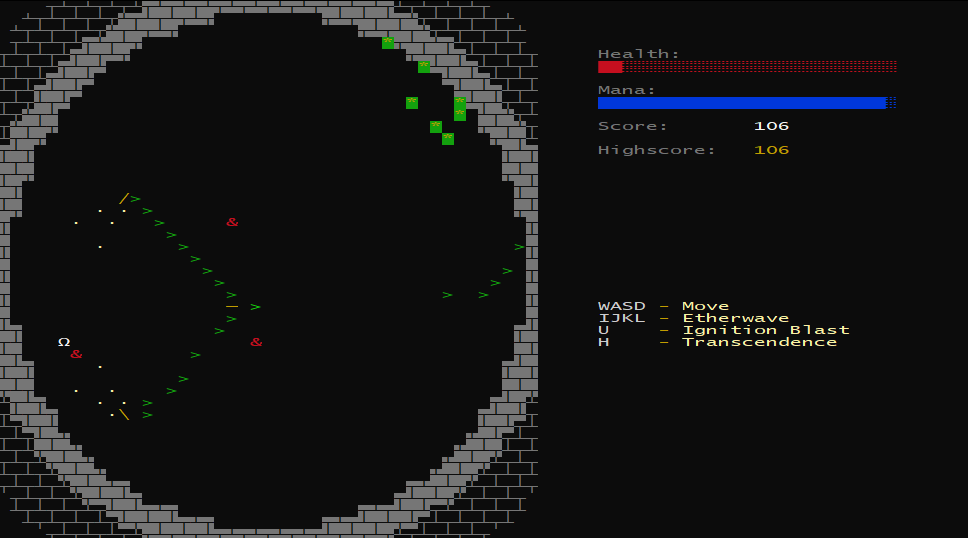 Health:
Mana:
Score: 106
Highscore: 106
WASD – Move
IJKL – Etherwave
U – Ignition Blast
H – Transcendence